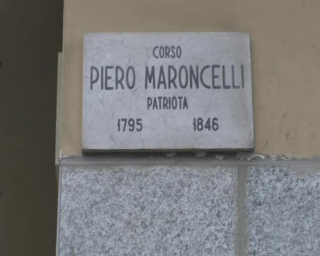 CORSO
PIERO MARONCELLI
PATRIOTA
1795 1846